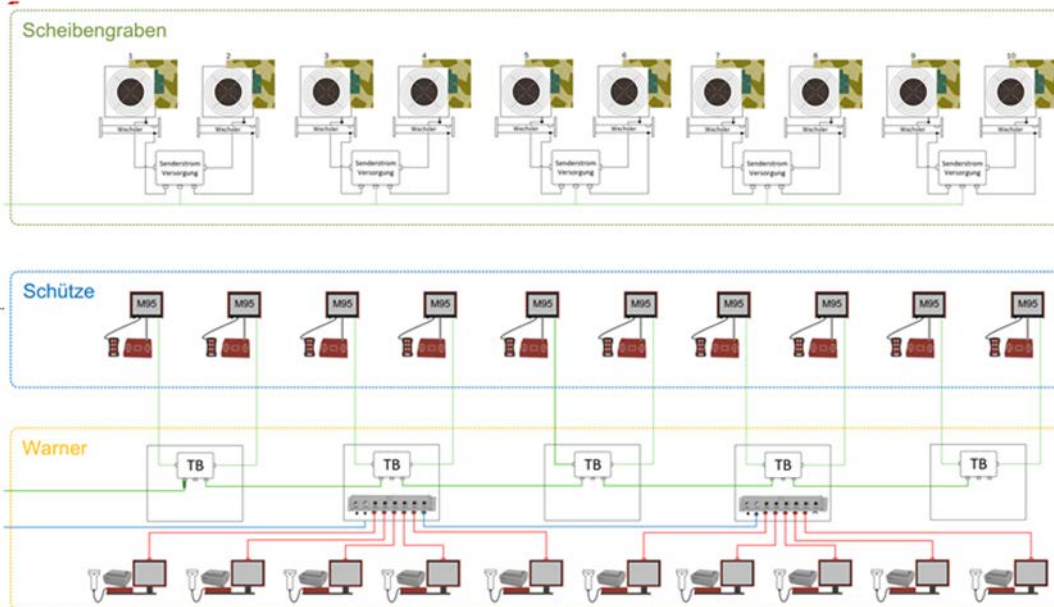 Scheibengraben
1 2 3 4 5 6 7 8 9 10
Wechsler Wechsler Wechsler Wechsler Wechsler Wechsler Wechsler Wechsler Wechsler Wechsler
Senderstrom Senderstrom Senderstrom Senderstrom Senderstrom
Versorgung Versorgung Versorgung Versorgung Versorgung
Schütze
M95 M95 M95 M95 M95 M95 M95 M95 M95 M95
Warner
TB TB TB TB TB